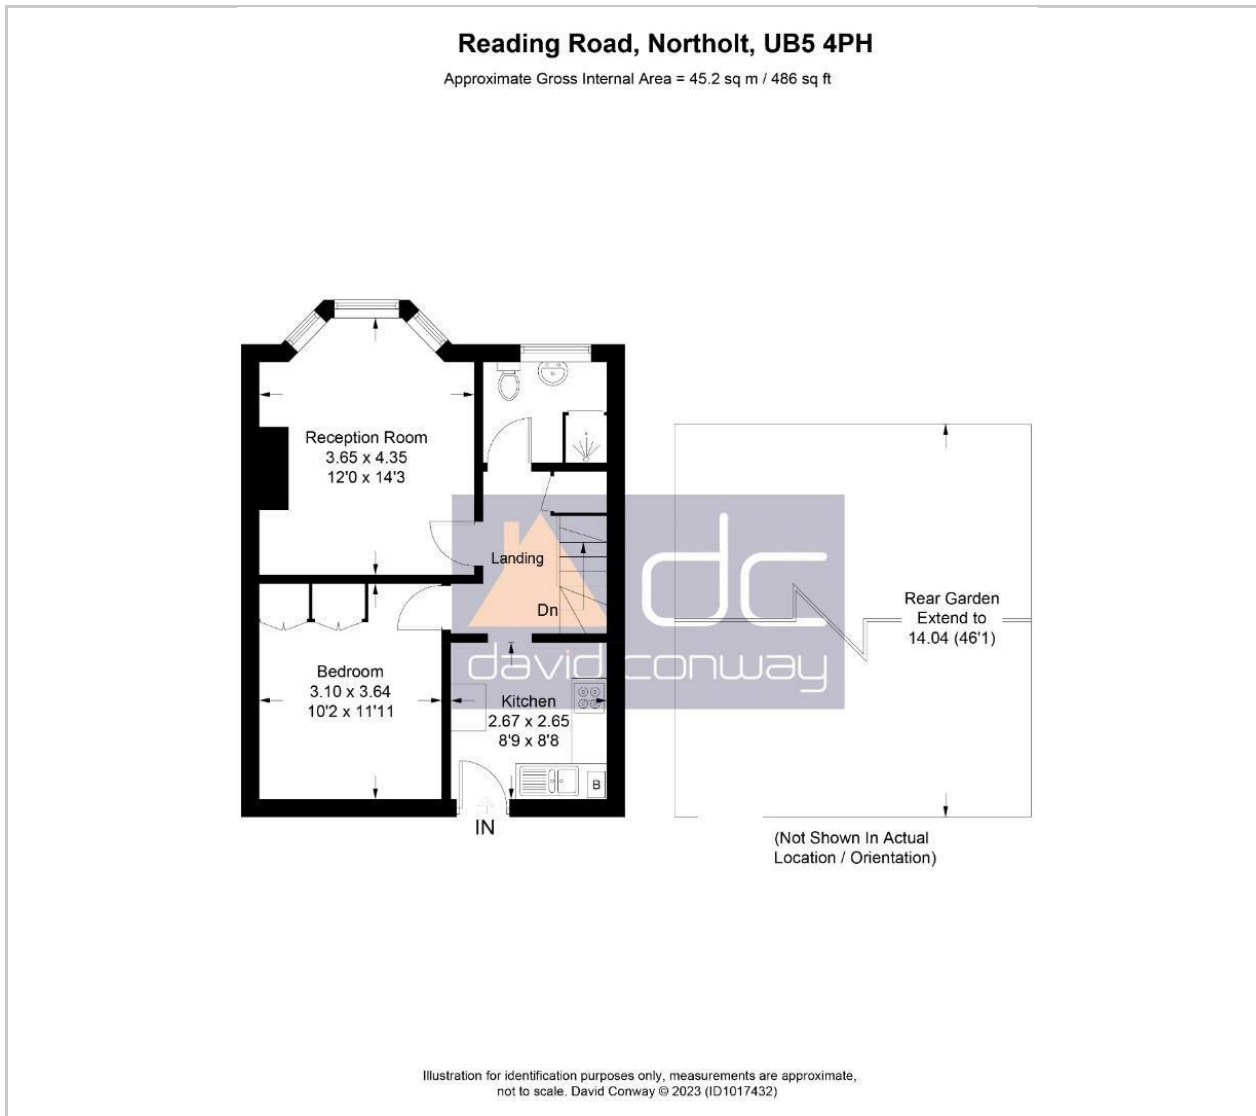 Reading Road, Northolt, UB5 4PH
Approximate Gross Internal Area = 45.2 sq m / 486 sq ft
Reception Room
3.65 x 4.35
12'0 x 14'3
Landing
Dn
dc
david conway
Bedroom
3.10 x 3.64
10'2 x 11'11
Kitchen
2.67 x 2.65
8'9 x 8'8
B
IN
Rear Garden
Extend to
14.04 (46'1)
(Not Shown In Actual
Location / Orientation)
Illustration for identification purposes only, measurements are approximate,
not to scale. David Conway © 2023 (ID1017432)